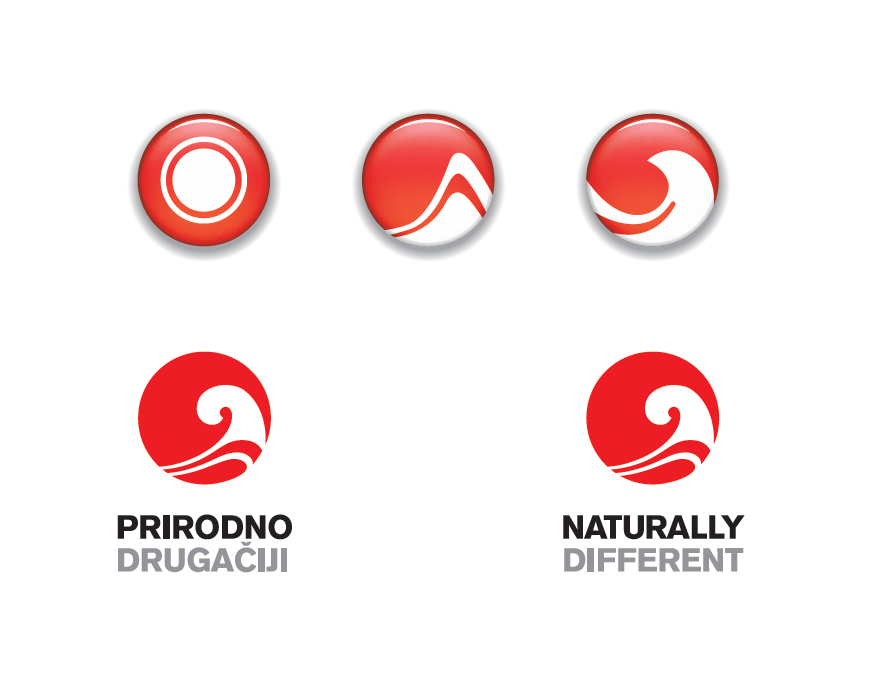 PRIRODNO
DRUGAČIJI
NATURALLY
DIFFERENT